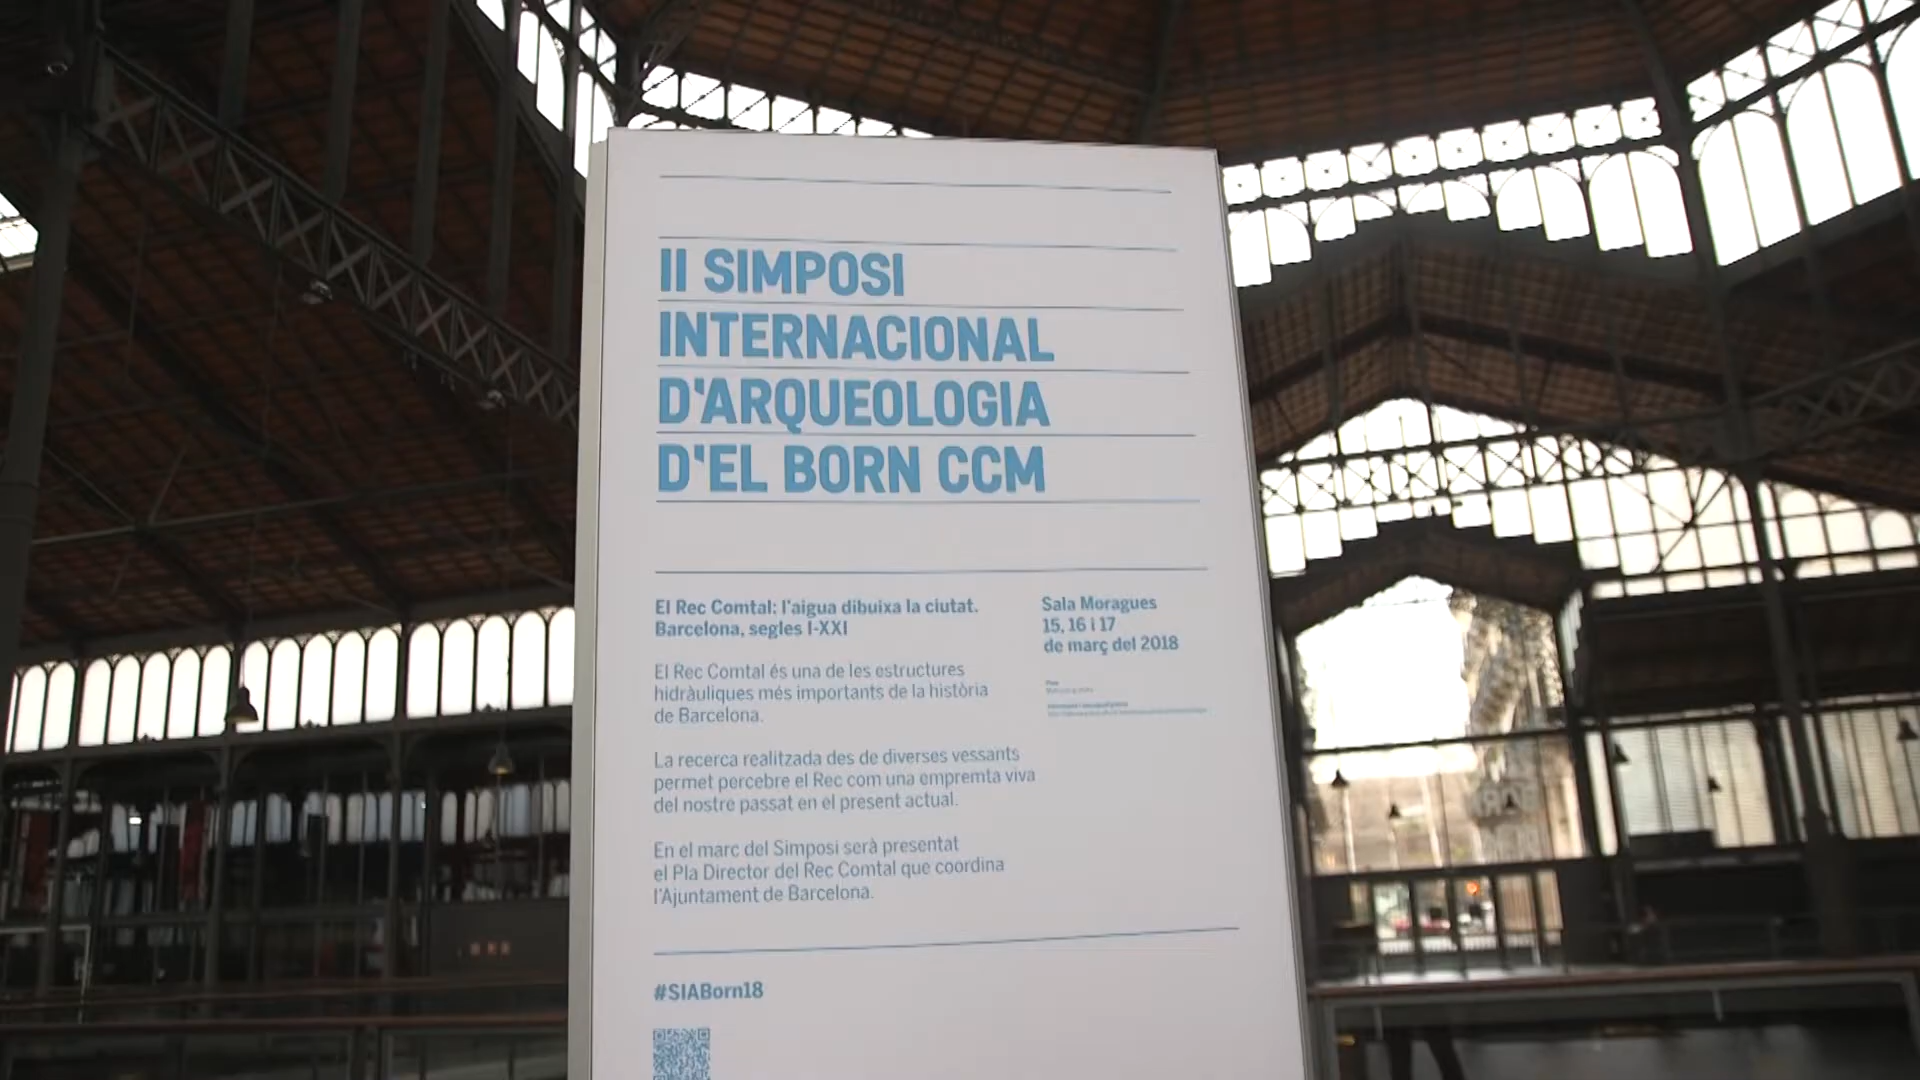 II SIMPOSI
INTERNACIONAL
D'ARQUEOLOGIA
D'EL BORN CCM
El Rec Comtal: l'aigua dibuixa la ciutat.
Barcelona, segles I-XXI
El Rec Comtal és una de les estructures
hidràuliques més importants de la història
de Barcelona.
La recerca realitzada des de diverses vessants
permet percebre el Rec com una empremta viva
del nostre passat en el present actual.
En el marc del Simposi serà presentat
el Pla Director del Rec Comtal que coordina
l'Ajuntament de Barcelona.
Sala Moragues
15, 16 i 17
de març del 2018
#SIABorn18